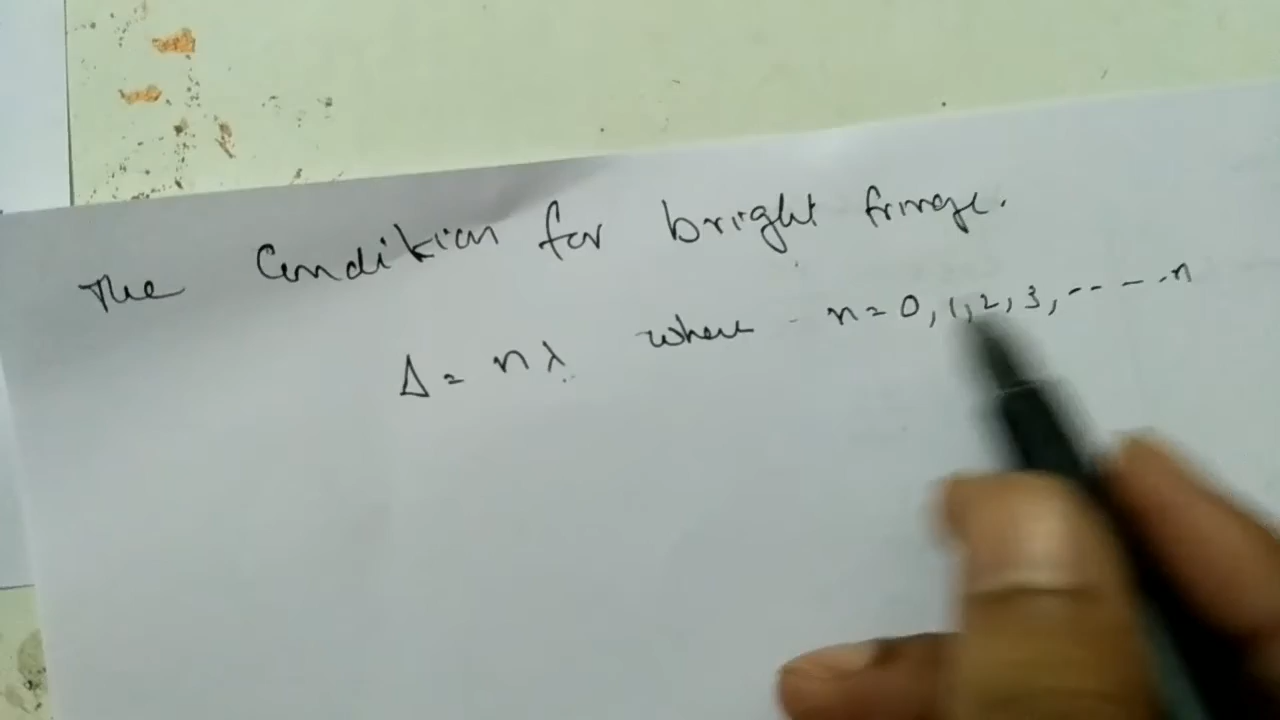 The Condition for bright fringe.
Δ = nλ where n = 0, 1, 2, 3, ----- n